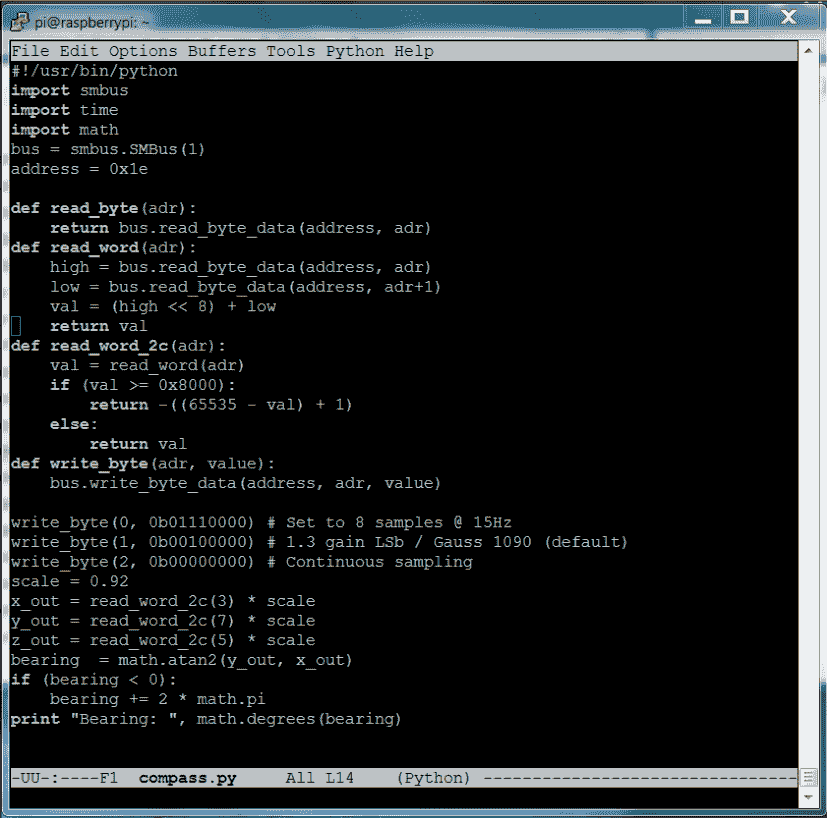 pi@raspberrypi: ~
File Edit Options Buffers Tools Python Help
#!/usr/bin/python
import smbus
import time
import math
bus = smbus.SMBus(1)
address = 0x1e

def read_byte(adr):
    return bus.read_byte_data(address, adr)
def read_word(adr):
    high = bus.read_byte_data(address, adr)
    low = bus.read_byte_data(address, adr+1)
    val = (high << 8) + low
    return val
def read_word_2c(adr):
    val = read_word(adr)
    if (val >= 0x8000):
        return -((65535 - val) + 1)
    else:
        return val
def write_byte(adr, value):
    bus.write_byte_data(address, adr, value)

write_byte(0, 0b01110000) # Set to 8 samples @ 15Hz
write_byte(1, 0b00100000) # 1.3 gain LSb / Gauss 1090 (default)
write_byte(2, 0b00000000) # Continuous sampling
scale = 0.92
x_out = read_word_2c(3) * scale
y_out = read_word_2c(7) * scale
z_out = read_word_2c(5) * scale
bearing  = math.atan2(y_out, x_out)
if (bearing < 0):
    bearing += 2 * math.pi
print "Bearing: ", math.degrees(bearing)
-UU-:----F1  compass.py     All L14    (Python) --------------------------------